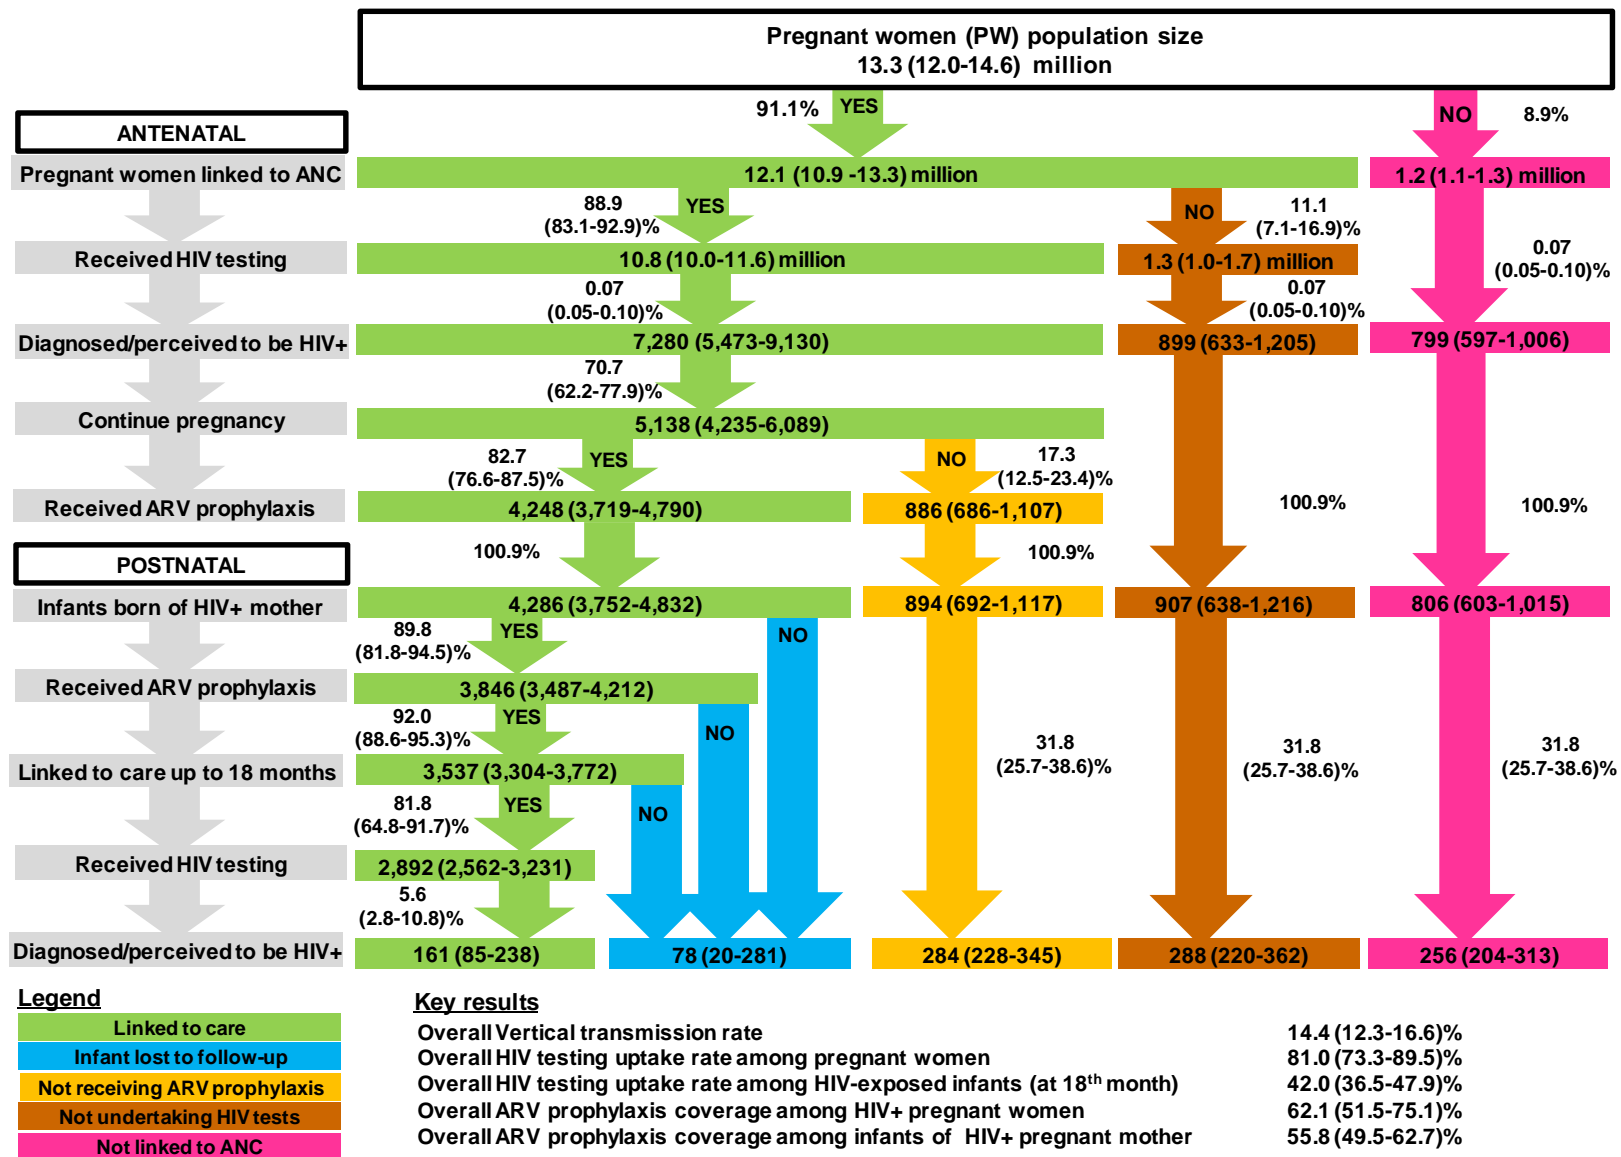 Pregnant women (PW) population size
13.3 (12.0-14.6) million
91.1% YES NO 8.9%
ANTENATAL
Pregnant women linked to ANC 12.1 (10.9 -13.3) million 1.2 (1.1-1.3) million
88.9 YES NO 11.1
(83.1-92.9)% (7.1-16.9)%
Received HIV testing 10.8 (10.0-11.6) million 1.3 (1.0-1.7) million 0.07
(0.05-0.10)%
0.07 0.07
(0.05-0.10)% (0.05-0.10)%
Diagnosed/perceived to be HIV+ 7,280 (5,473-9,130) 899 (633-1,205) 799 (597-1,006)
70.7
(62.2-77.9)%
Continue pregnancy 5,138 (4,235-6,089)
82.7 YES NO 17.3
(76.6-87.5)% (12.5-23.4)%
Received ARV prophylaxis 4,248 (3,719-4,790) 886 (686-1,107) 100.9% 100.9%
100.9% 100.9%
POSTNATAL
Infants born of HIV+ mother 4,286 (3,752-4,832) 894 (692-1,117) 907 (638-1,216) 806 (603-1,015)
89.8 YES NO
(81.8-94.5)%
Received ARV prophylaxis 3,846 (3,487-4,212)
92.0 YES NO
(88.6-95.3)%
31.8 31.8 31.8
(25.7-38.6)% (25.7-38.6)% (25.7-38.6)%
Linked to care up to 18 months 3,537 (3,304-3,772)
81.8 YES NO
(64.8-91.7)%
Received HIV testing 2,892 (2,562-3,231)
5.6
(2.8-10.8)%
Diagnosed/perceived to be HIV+ 161 (85-238) 78 (20-281) 284 (228-345) 288 (220-362) 256 (204-313)
Legend
Linked to care
Infant lost to follow-up
Not receiving ARV prophylaxis
Not undertaking HIV tests
Not linked to ANC
Key results
Overall Vertical transmission rate 14.4 (12.3-16.6)%
Overall HIV testing uptake rate among pregnant women 81.0 (73.3-89.5)%
Overall HIV testing uptake rate among HIV-exposed infants (at 18th month) 42.0 (36.5-47.9)%
Overall ARV prophylaxis coverage among HIV+ pregnant women 62.1 (51.5-75.1)%
Overall ARV prophylaxis coverage among infants of HIV+ pregnant mother 55.8 (49.5-62.7)%